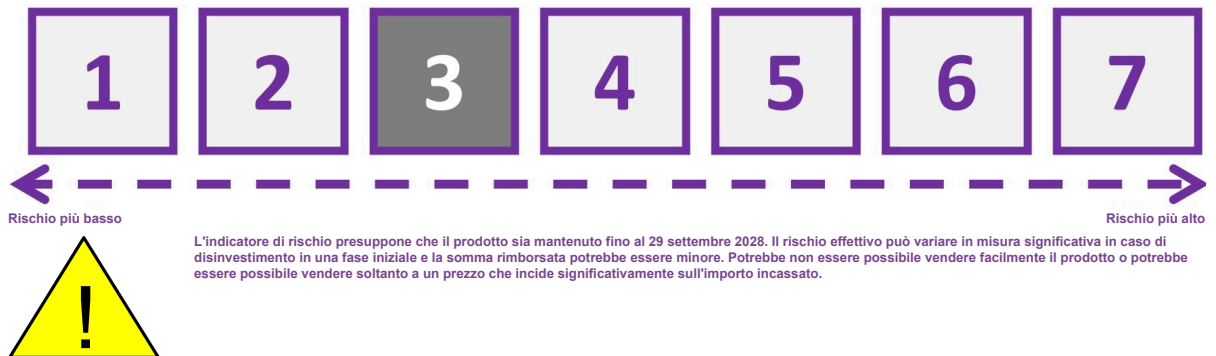 1 2 3 4 5 6 7
Rischio più basso Rischio più alto
L'indicatore di rischio presuppone che il prodotto sia mantenuto fino al 29 settembre 2028. Il rischio effettivo può variare in misura significativa in caso di
disinvestimento in una fase iniziale e la somma rimborsata potrebbe essere minore. Potrebbe non essere possibile vendere facilmente il prodotto o potrebbe
essere possibile vendere soltanto a un prezzo che incide significativamente sull'importo incassato.
!